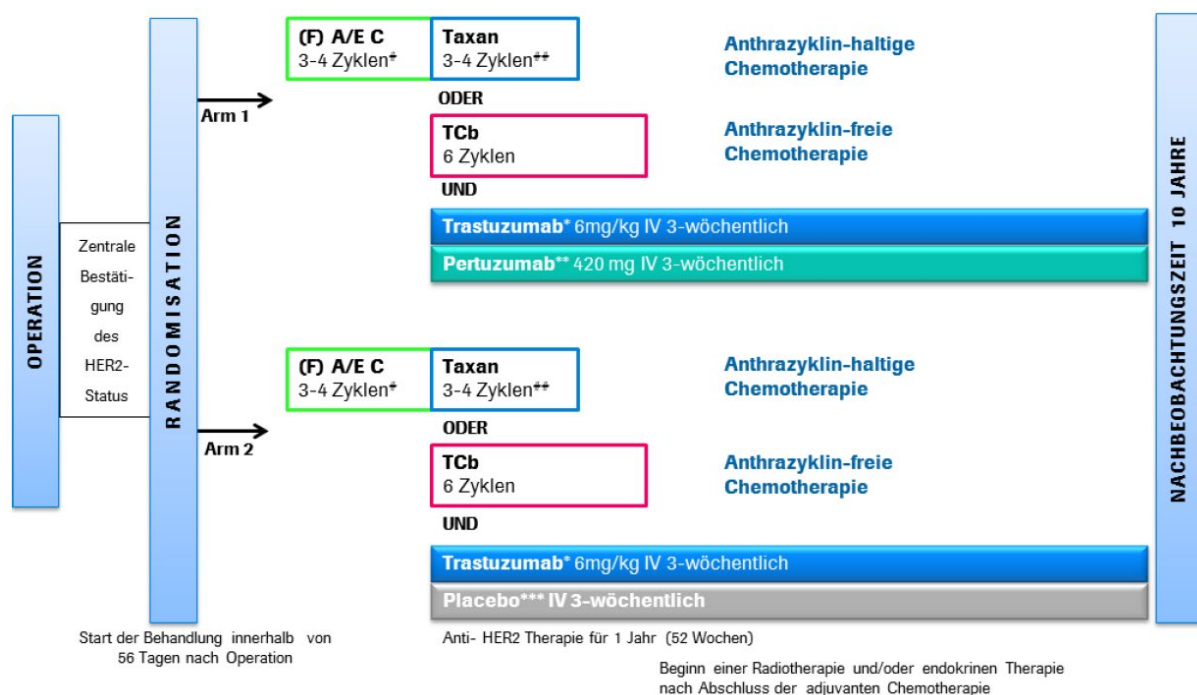 OPERATION
Zentrale
Bestäti-
gung
des
HER2-
Status
RANDOMISATION
Arm 1
(F) A/E C
3-4 Zyklen⧧
Taxan
3-4 Zyklen⧧⧧
Anthrazyklin-haltige
Chemotherapie
ODER
TCb
6 Zyklen
Anthrazyklin-freie
Chemotherapie
UND
Trastuzumab* 6mg/kg IV 3-wöchentlich
Pertuzumab** 420 mg IV 3-wöchentlich
Arm 2
(F) A/E C
3-4 Zyklen⧧
Taxan
3-4 Zyklen⧧⧧
Anthrazyklin-haltige
Chemotherapie
ODER
TCb
6 Zyklen
Anthrazyklin-freie
Chemotherapie
UND
Trastuzumab* 6mg/kg IV 3-wöchentlich
Placebo*** IV 3-wöchentlich
NACHBEOBACHTUNGSZEIT 10 JAHRE
Start der Behandlung innerhalb von
56 Tagen nach Operation
Anti- HER2 Therapie für 1 Jahr (52 Wochen)
Beginn einer Radiotherapie und/oder endokrinen Therapie
nach Abschluss der adjuvanten Chemotherapie